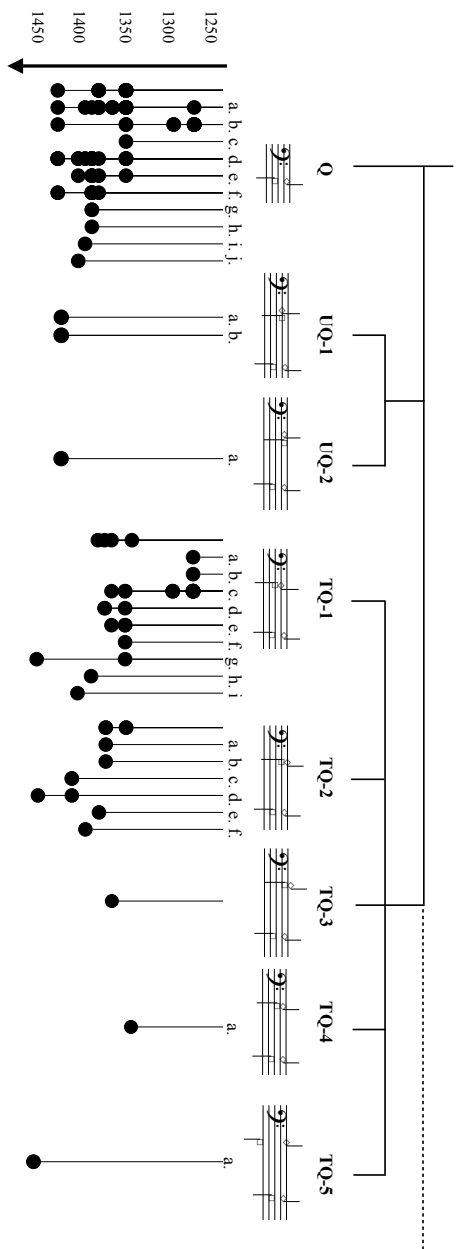 Q UQ-1 UQ-2 TQ-1 TQ-2 TQ-3 TQ-4 TQ-5
a. b. c. d. e. f. g. h. i. j. a. b. a. a. b. c. d. e. f. g. h. i a. b. c. d. e. f. a. a.
1250
1300
1350
1400
1450